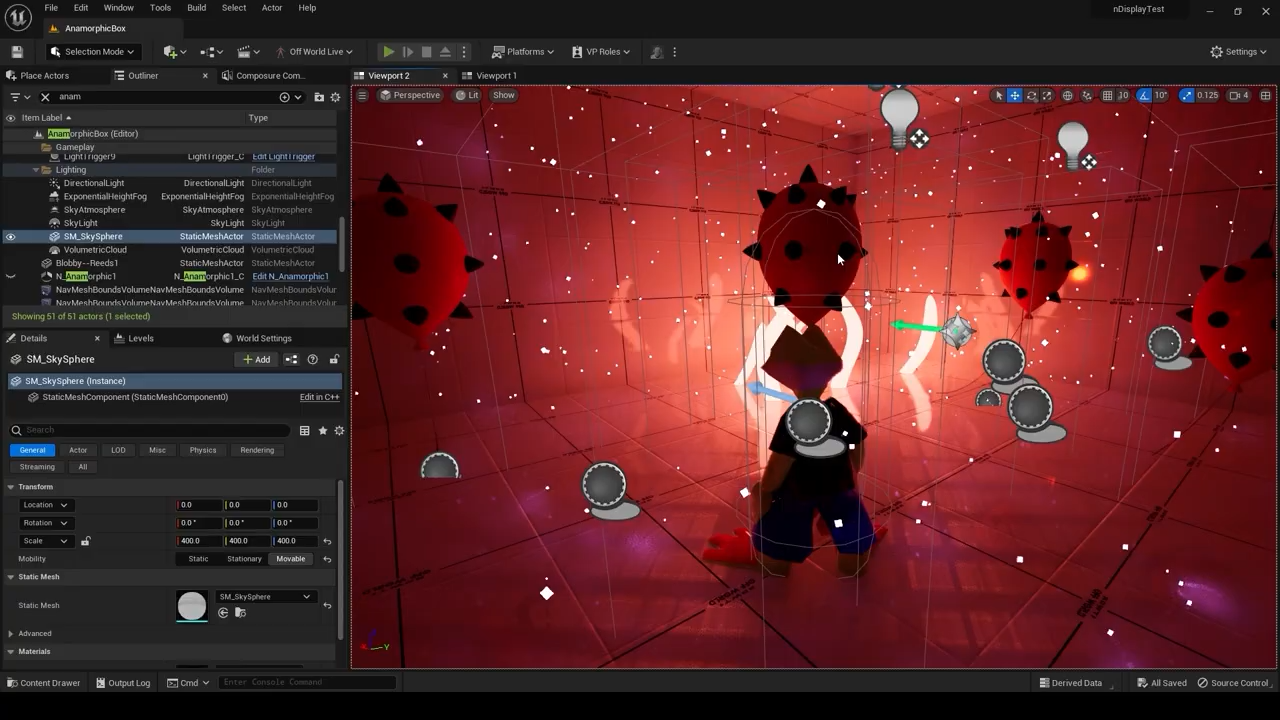 File Edit Window Tools Build Select Actor Help
nDisplayTest
AnamorphicBox
Selection Mode
Off World Live
Platforms
VP Roles
Settings
Place Actors
Outliner
Composure Com...
Viewport 2
Viewport 1
anam
Perspective
Lit
Show
10
10°
0.125
4
Item Label
Type
AnamorphicBox (Editor)
Gameplay
LightTrigger9 LightTrigger_C Edit LightTrigger
Lighting Folder
DirectionalLight DirectionalLight DirectionalLight
ExponentialHeightFog ExponentialHeightFog ExponentialHeightFog
SkyAtmosphere SkyAtmosphere SkyAtmosphere
SkyLight SkyLight SkyLight
SM_SkySphere StaticMeshActor StaticMeshActor
VolumetricCloud VolumetricCloud VolumetricCloud
Blobby--Reeds1 StaticMeshActor StaticMeshActor
N_Anamorphic1 N_Anamorphic1_C Edit N_Anamorphic1
NavMeshBoundsVolume NavMeshBoundsVolume NavMeshBoundsVolur
NavMeshBoundsVolume NavMeshBoundsVolume NavMeshBoundsVolur
Showing 51 of 51 actors (1 selected)
Details
Levels
World Settings
SM_SkySphere
Add
SM_SkySphere (Instance)
StaticMeshComponent (StaticMeshComponent0) Edit in C++
Search
General Actor LOD Misc Physics Rendering
Streaming All
Transform
Location 0.0 0.0 0.0
Rotation 0.0° 0.0° 0.0°
Scale 400.0 400.0 400.0
Mobility Static Stationary Movable
Static Mesh
Static Mesh SM_SkySphere
Advanced
Materials
Y
Content Drawer
Output Log
Cmd
Enter Console Command
Derived Data
All Saved
Source Control